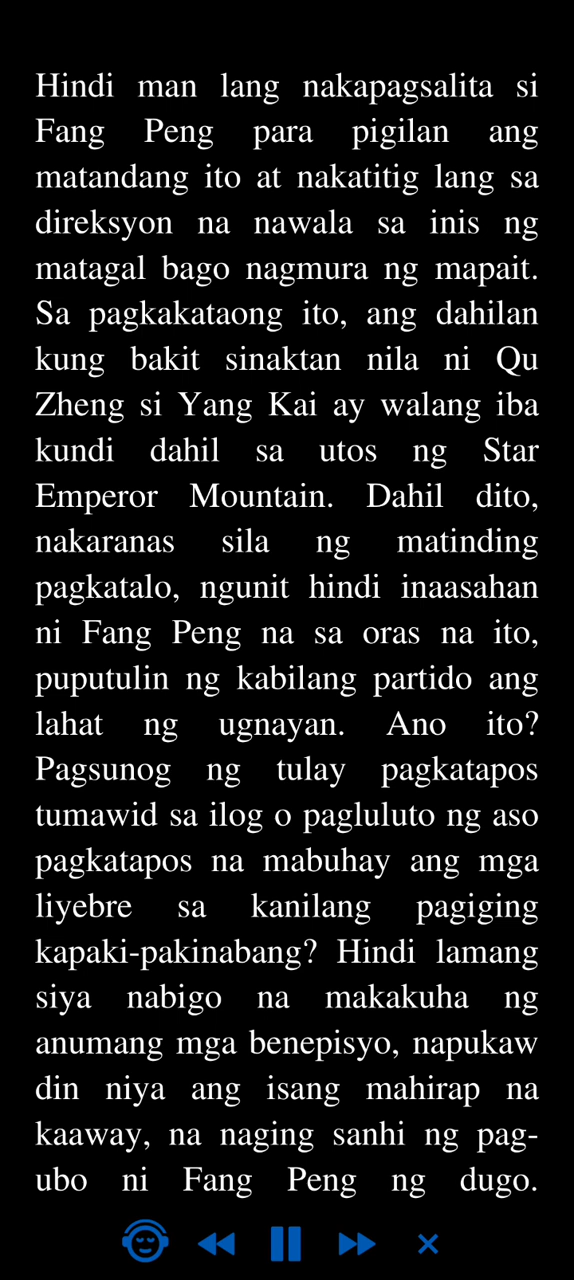 Hindi man lang nakapagsalita si
Fang Peng para pigilan ang
matandang ito at nakatitig lang sa
direksyon na nawala sa inis ng
matagal bago nagmura ng mapait.
Sa pagkakataong ito, ang dahilan
kung bakit sinaktan nila ni Qu
Zheng si Yang Kai ay walang iba
kundi dahil sa utos ng Star
Emperor Mountain. Dahil dito,
nakaranas sila ng matinding
pagkatalo, ngunit hindi inaasahan
ni Fang Peng na sa oras na ito,
puputulin ng kabilang partido ang
lahat ng ugnayan. Ano ito?
Pagsunog ng tulay pagkatapos
tumawid sa ilog o pagluluto ng aso
pagkatapos na mabuhay ang mga
liyebre sa kanilang pagiging
kapaki-pakinabang? Hindi lamang
siya nabigo na makakuha ng
anumang mga benepisyo, napukaw
din niya ang isang mahirap na
kaaway, na naging sanhi ng pag-
ubo ni Fang Peng ng dugo.